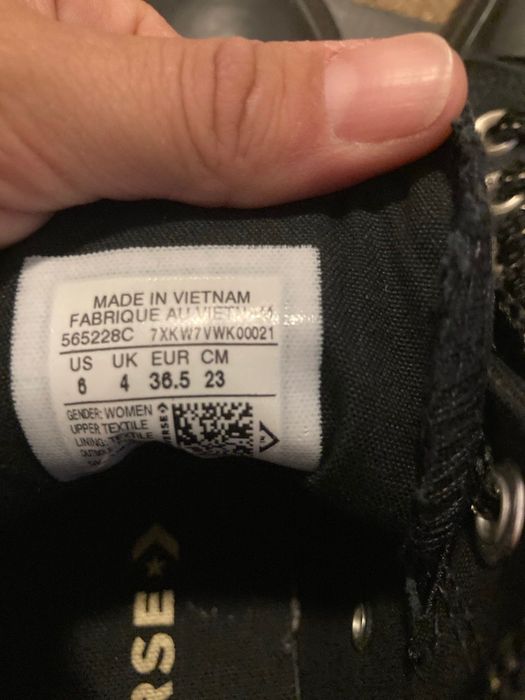 MADE IN VIETNAM
FABRIQUE AU VIETNAM
565228C 7XKW7VWK00021
US UK EUR CM
6 4 36.5 23
GENDER: WOMEN
UPPER TEXTILE
LINING: TEXTILE
ERSE
RSE